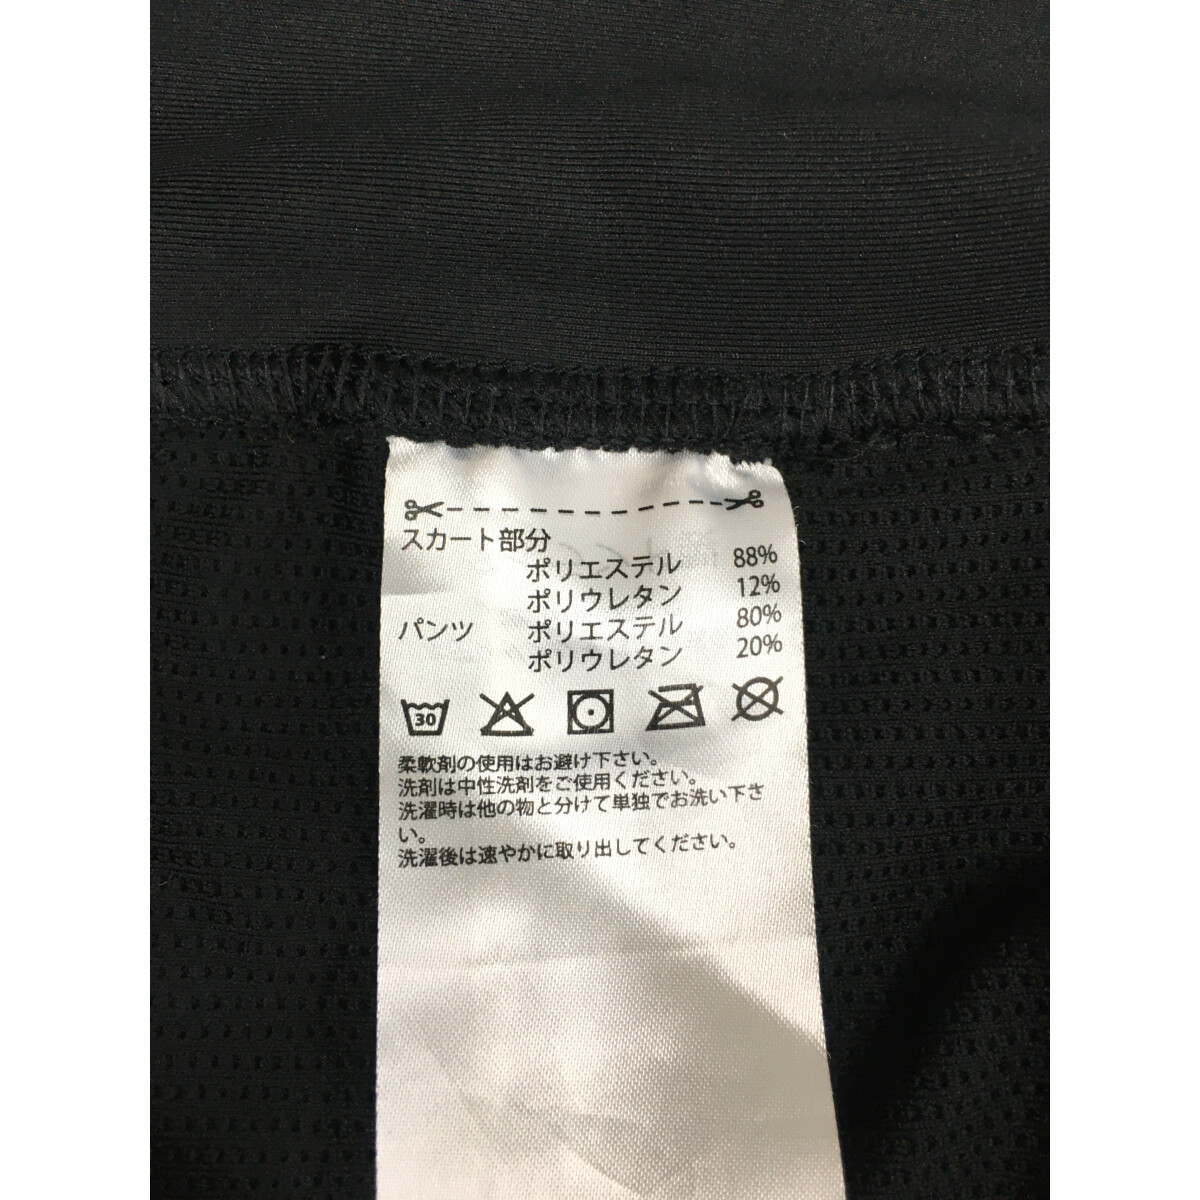 スカート部分
ポリエステル 88%
ポリウレタン 12%
パンツ ポリエステル 80%
ポリウレタン 20%
30
柔軟剤の使用はお避け下さい。
洗剤は中性洗剤をご使用ください。
洗濯時は他の物と分けて単独でお洗い下さ
い。
洗濯後は速やかに取り出してください。